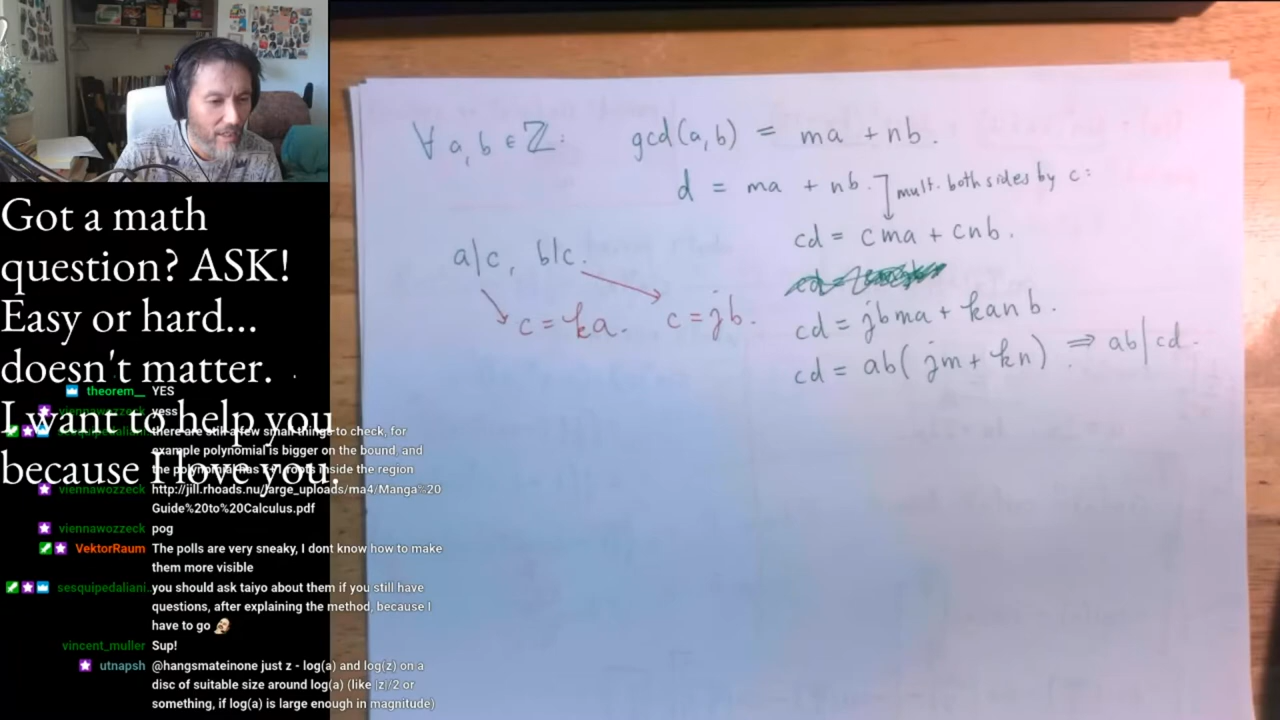 ∀ a, b ∈ ℤ: gcd(a, b) = ma + nb.
d = ma + nb. mult. both sides by c:
cd = cma + cnb.
a|c, b|c.
c = ka. c = jb.
cd = jbma + kanb.
cd = ab(jm + kn). ⇒ ab|cd.
Got a math
question? ASK!
Easy or hard...
doesn't matter.
I want to help you
because I love you.
theorem__ YES
viennawozzeck yess
there are still a few small things to check, for
example polynomial is bigger on the bound, and
the polynomial has roots inside the region
viennawozzeck http://jill.rhoads.nu/large_uploads/ma4/Manga%20
Guide%20to%20Calculus.pdf
viennawozzeck pog
VektorRaum The polls are very sneaky, I dont know how to make
them more visible
sesquipedaliani.. you should ask taiyo about them if you still have
questions, after explaining the method, because I
have to go
vincent_muller Sup!
utnapsh @hangsmateinone just z - log(a) and log(z) on a
disc of suitable size around log(a) (like |z|/2 or
something, if log(a) is large enough in magnitude)